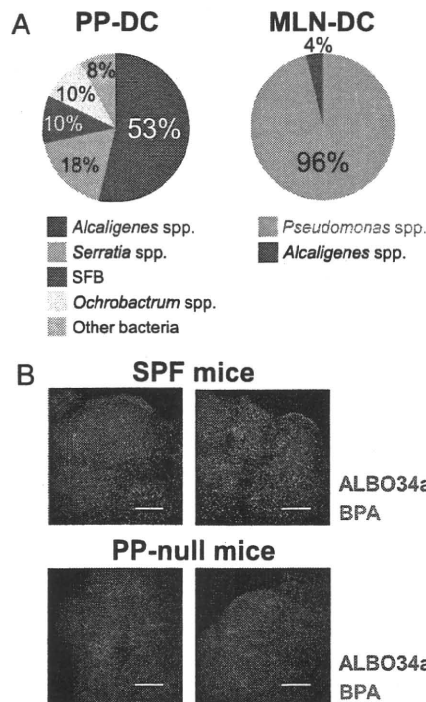 A PP-DC MLN-DC
8%
10%
10%
18%
53%
4%
96%
Alcaligenes spp.
Serratia spp.
SFB
Ochrobactrum spp.
Other bacteria
Pseudomonas spp.
Alcaligenes spp.
B
SPF mice
ALBO34a
BPA
PP-null mice
ALBO34a
BPA